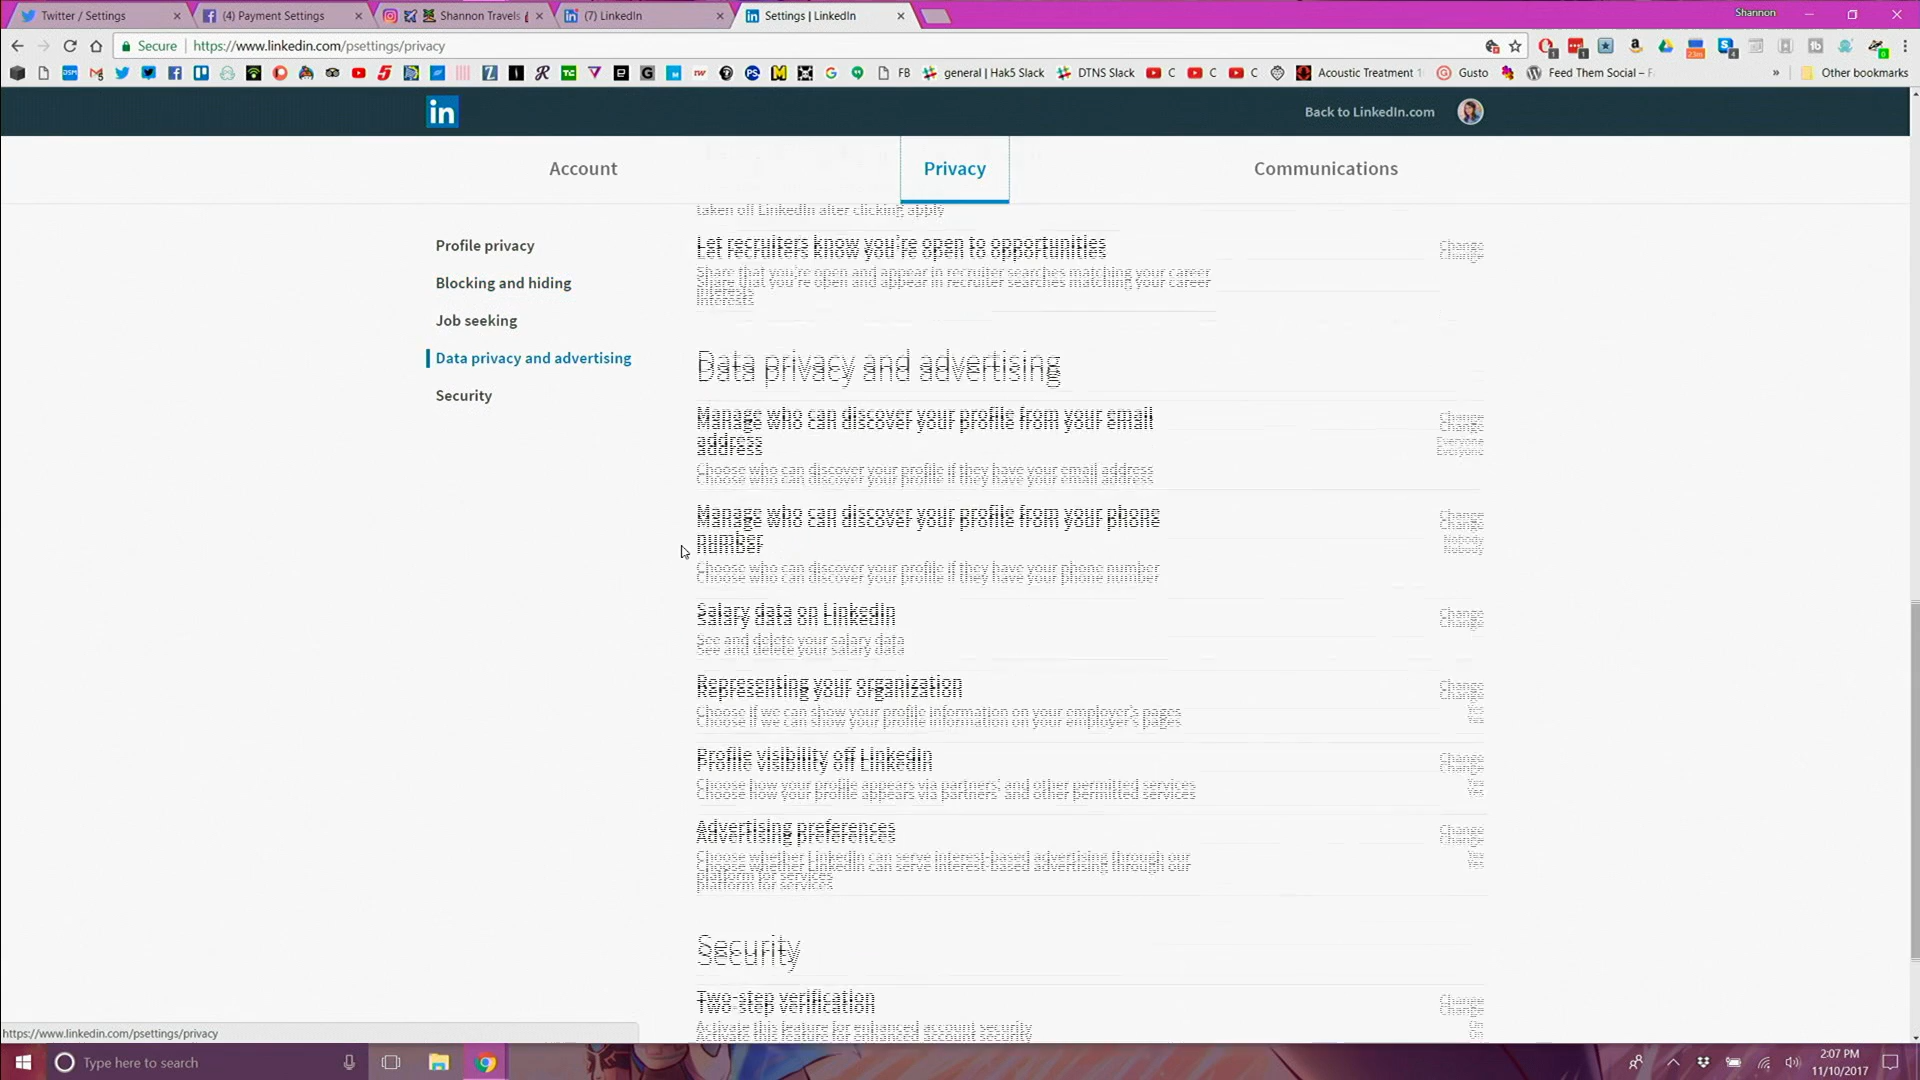 Twitter / Settings
(4) Payment Settings
Shannon Travels
(7) LinkedIn
Settings | LinkedIn
Shannon
Secure
https://www.linkedin.com/psettings/privacy
FB
general | Hak5 Slack
DTNS Slack
C
C
C
Acoustic Treatment 1
Gusto
Feed Them Social – F
»
Other bookmarks
in
Back to LinkedIn.com
Account
Privacy
Communications
taken off LinkedIn after clicking apply
Profile privacy
Blocking and hiding
Job seeking
Data privacy and advertising
Security
Let recruiters know you're open to opportunities
Change
Share that you're open and appear in recruiter searches matching your career
interests
Data privacy and advertising
Manage who can discover your profile from your email
address
Change
Everyone
Choose who can discover your profile if they have your email address
Manage who can discover your profile from your phone
number
Change
Nobody
Choose who can discover your profile if they have your phone number
Salary data on LinkedIn
Change
See and delete your salary data
Representing your organization
Change
Yes
Choose if we can show your profile information on your employer's pages
Profile visibility off LinkedIn
Change
Yes
Choose how your profile appears via partners' and other permitted services
Advertising preferences
Change
Yes
Choose whether LinkedIn can serve interest-based advertising through our
platform for services
Security
Two-step verification
Change
On
Activate this feature for enhanced account security
https://www.linkedin.com/psettings/privacy
Type here to search
2:07 PM
11/10/2017